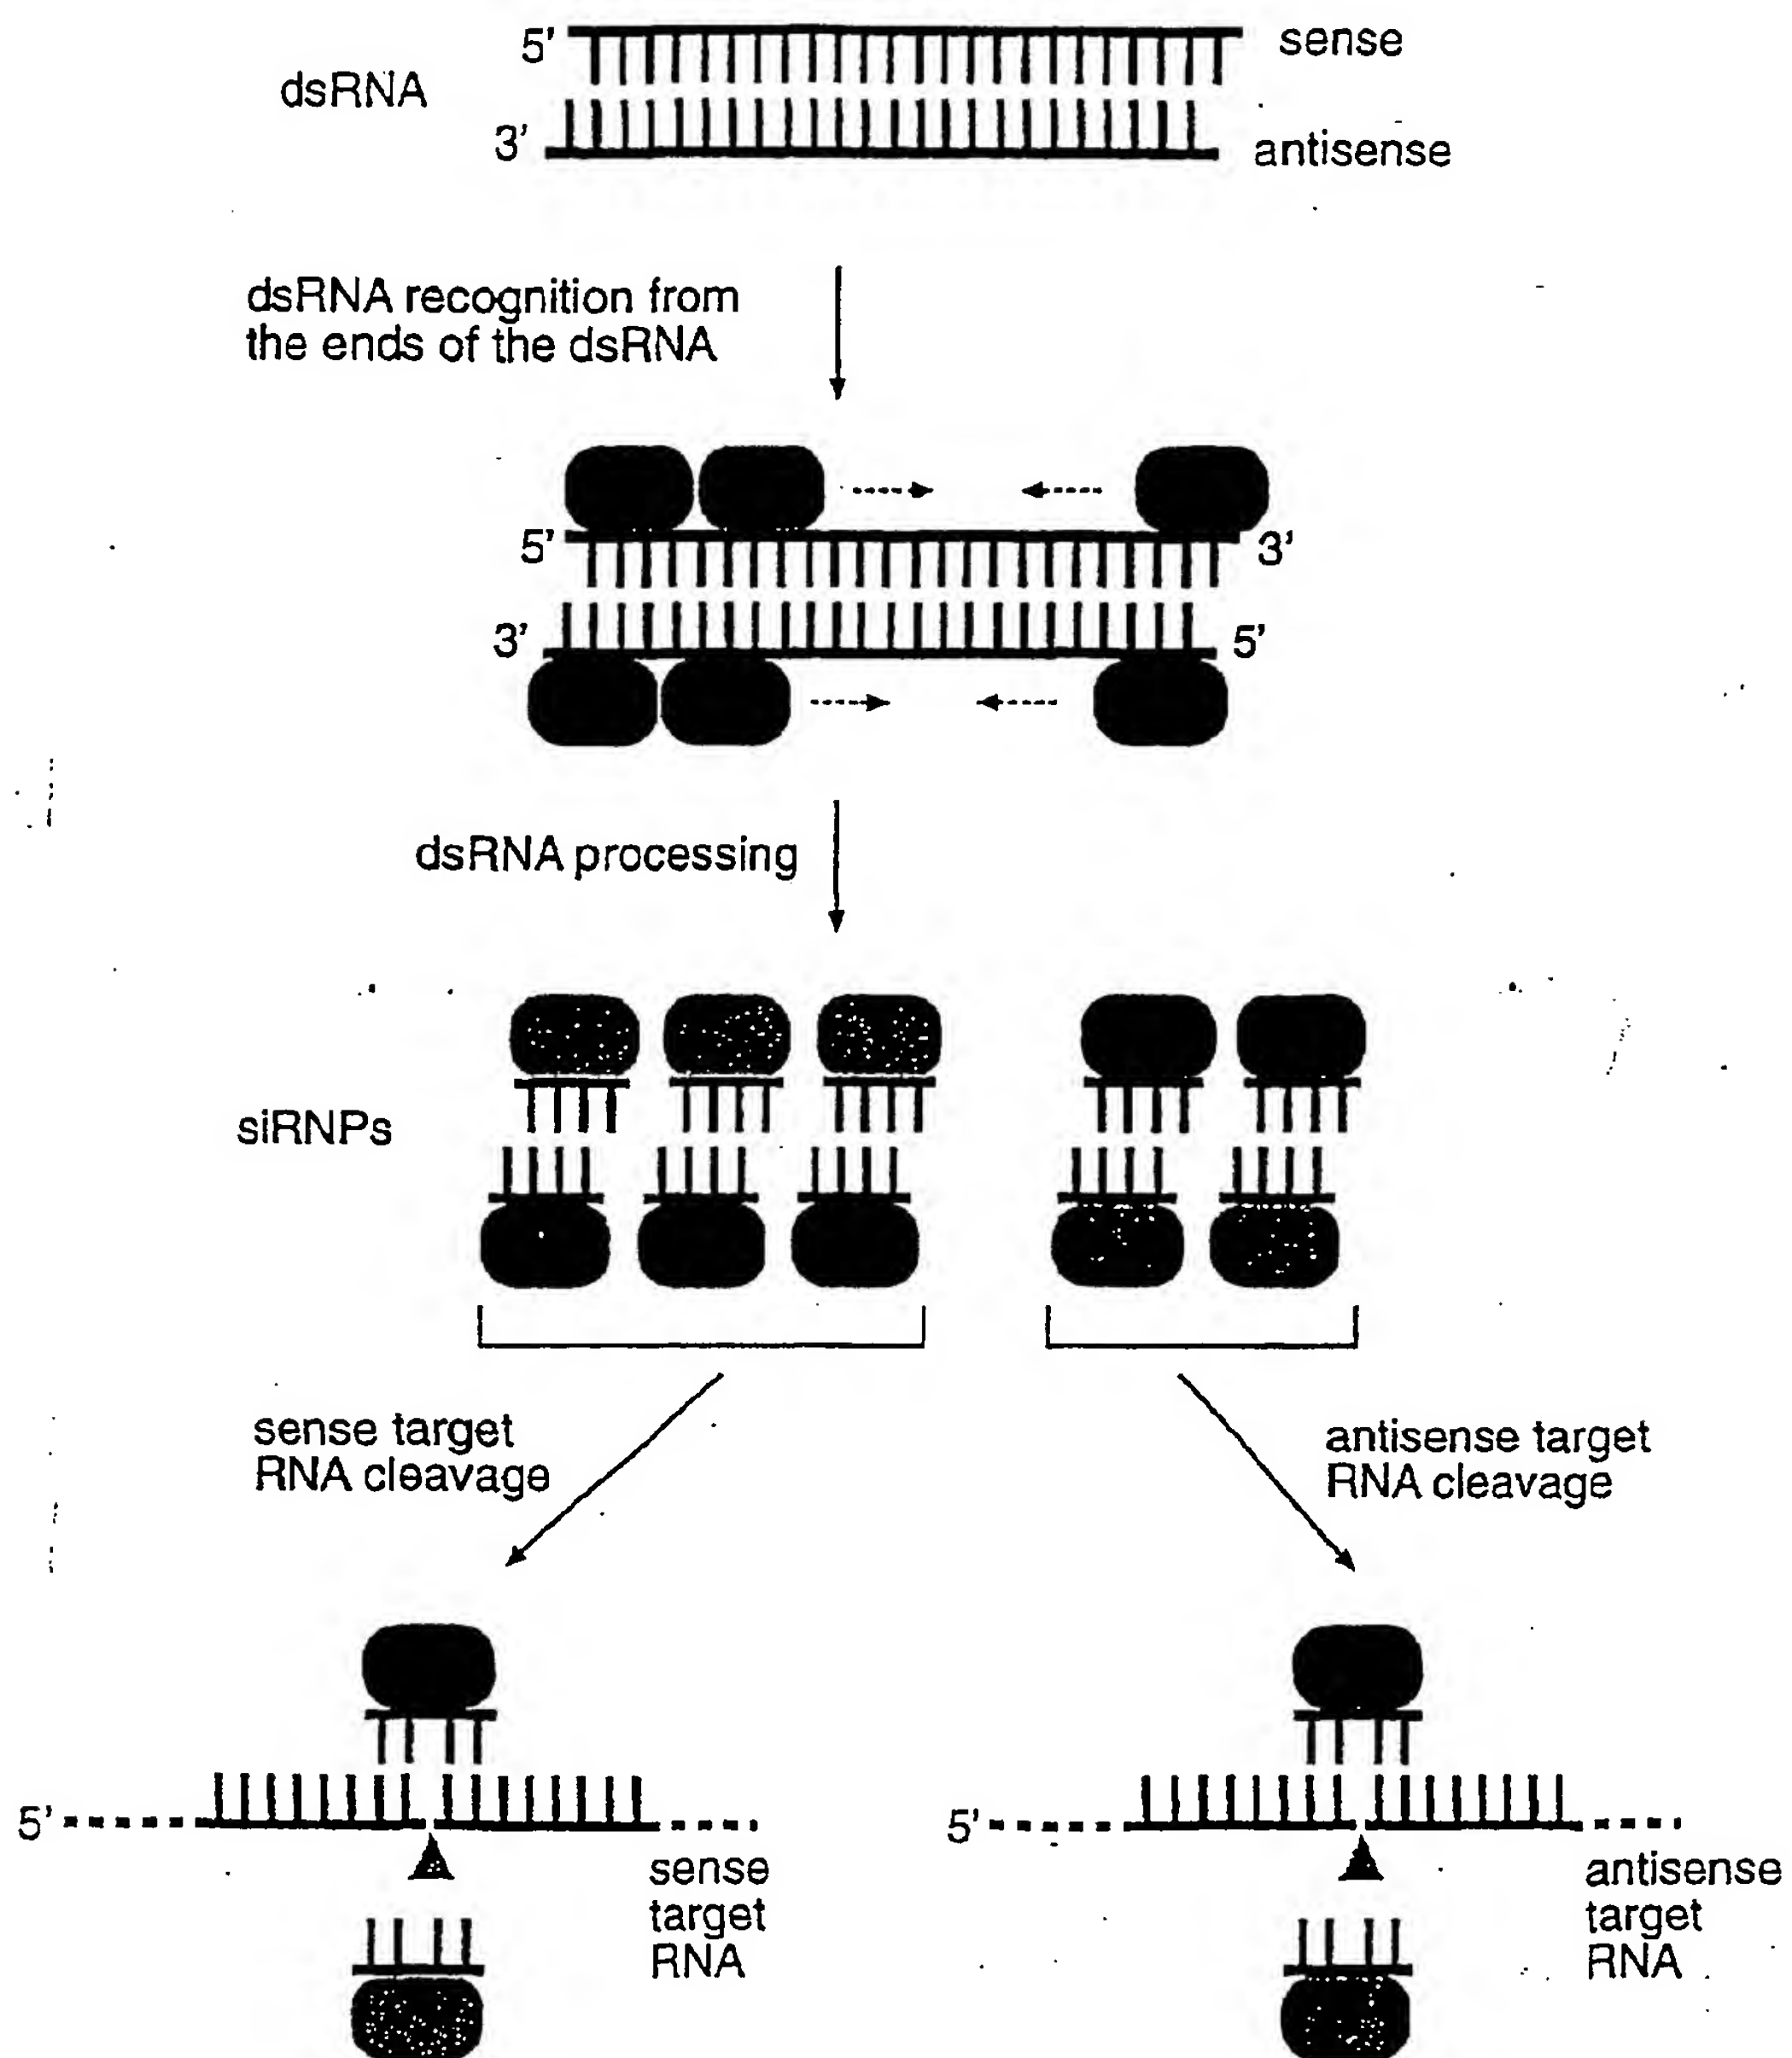 5' sense
dsRNA
3' antisense
dsRNA recognition from
the ends of the dsRNA
5' 3'
3' 5'
dsRNA processing
siRNPs
sense target
RNA cleavage
antisense target
RNA cleavage
5'
sense
target
RNA
5'
antisense
target
RNA